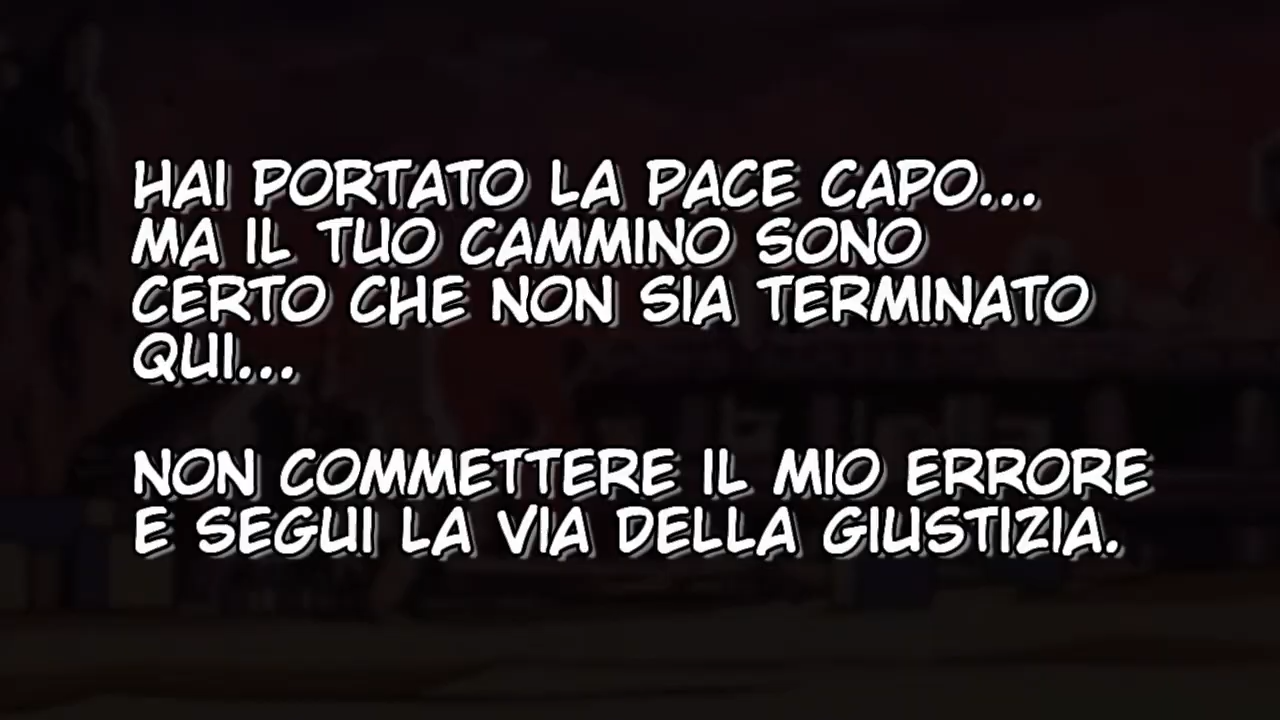 HAI PORTATO LA PACE CAPO...
MA IL TUO CAMMINO SONO
CERTO CHE NON SIA TERMINATO
QUI...
NON COMMETTERE IL MIO ERRORE
E SEGUI LA VIA DELLA GIUSTIZIA.